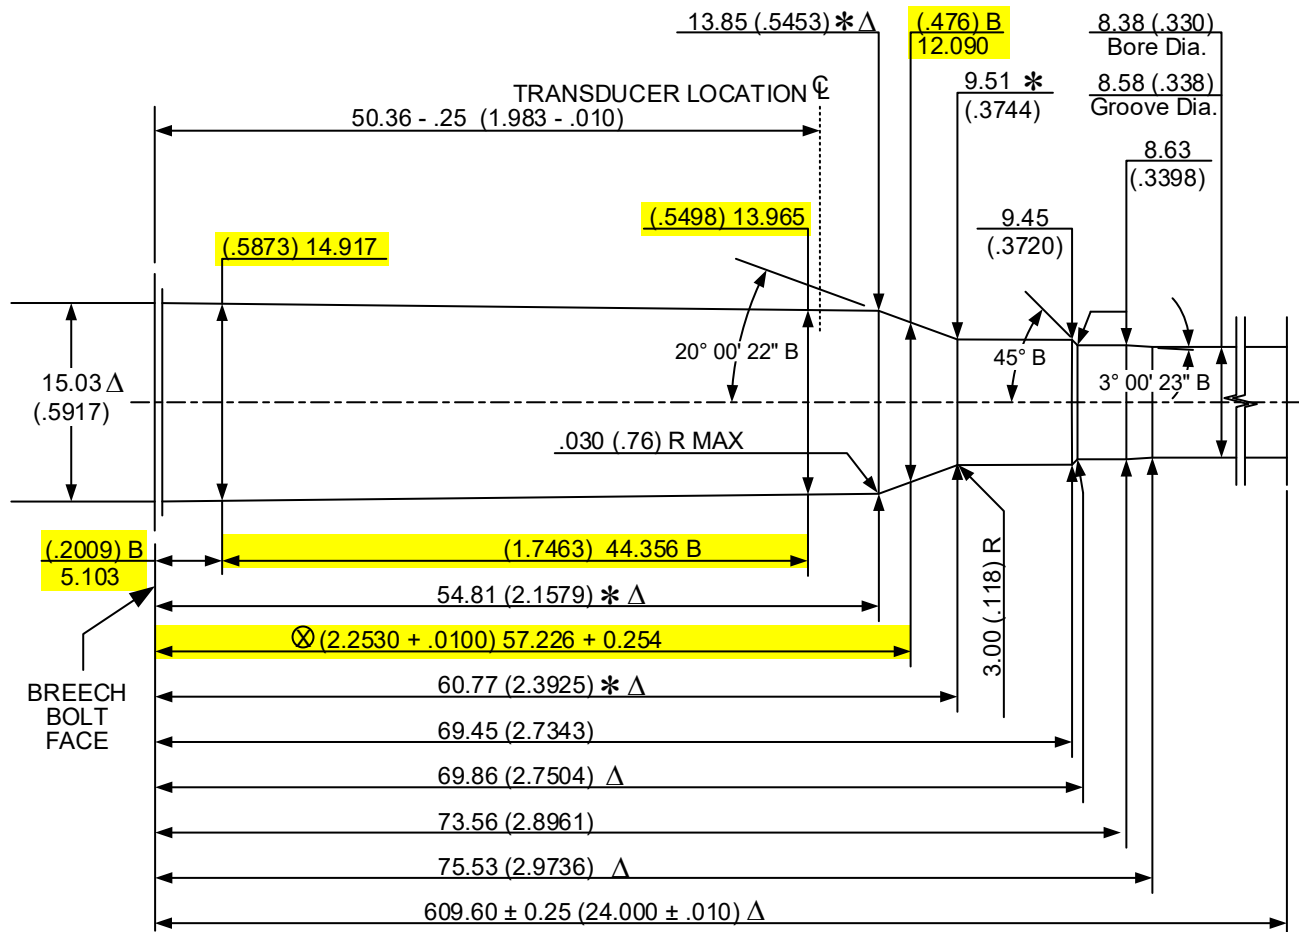 13.85 (.5453) * Δ
(.476) B
12.090
8.38 (.330)
Bore Dia.
TRANSDUCER LOCATION ℄
9.51 *
(.3744)
8.58 (.338)
Groove Dia.
50.36 - .25 (1.983 - .010)
8.63
(.3398)
(.5498) 13.965
9.45
(.3720)
(.5873) 14.917
20° 00' 22" B
45° B
3° 00' 23" B
15.03 Δ
(.5917)
.030 (.76) R MAX
(.2009) B
5.103
(1.7463) 44.356 B
54.81 (2.1579) * Δ
⊗ (2.2530 + .0100) 57.226 + 0.254
3.00 (.118) R
BREECH
BOLT
FACE
60.77 (2.3925) * Δ
69.45 (2.7343)
69.86 (2.7504) Δ
73.56 (2.8961)
75.53 (2.9736) Δ
609.60 ± 0.25 (24.000 ± .010) Δ